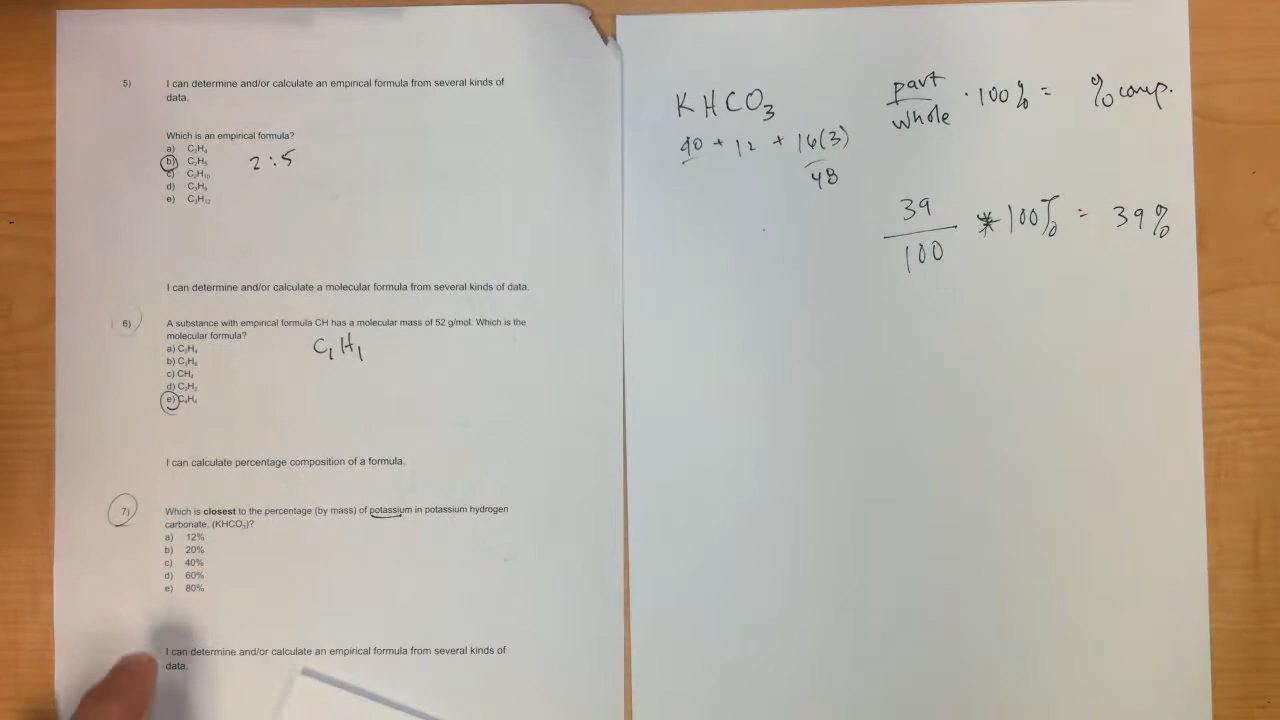 5) I can determine and/or calculate an empirical formula from several kinds of
data.
Which is an empirical formula?
a) C₂H₄
b) C₂H₅ 2:5
c) H₁₀
d) C₃H₉
e) H₁₂
I can determine and/or calculate a molecular formula from several kinds of data.
6) A substance with empirical formula CH has a molecular mass of 52 g/mol. Which is the
molecular formula?
a) C₂H₄ C₁H₁
b)
c) CH₄
d) C₂H₂
e) C₄H₄
I can calculate percentage composition of a formula.
7) Which is closest to the percentage (by mass) of potassium in potassium hydrogen
carbonate, (KHCO₃)?
a) 12%
b) 20%
c) 40%
d) 60%
e) 80%
I can determine and/or calculate an empirical formula from several kinds of
data.
KHCO₃
40 + 12 + 16(3)
48
part
whole · 100% = % comp.
39
100 * 100% = 39%